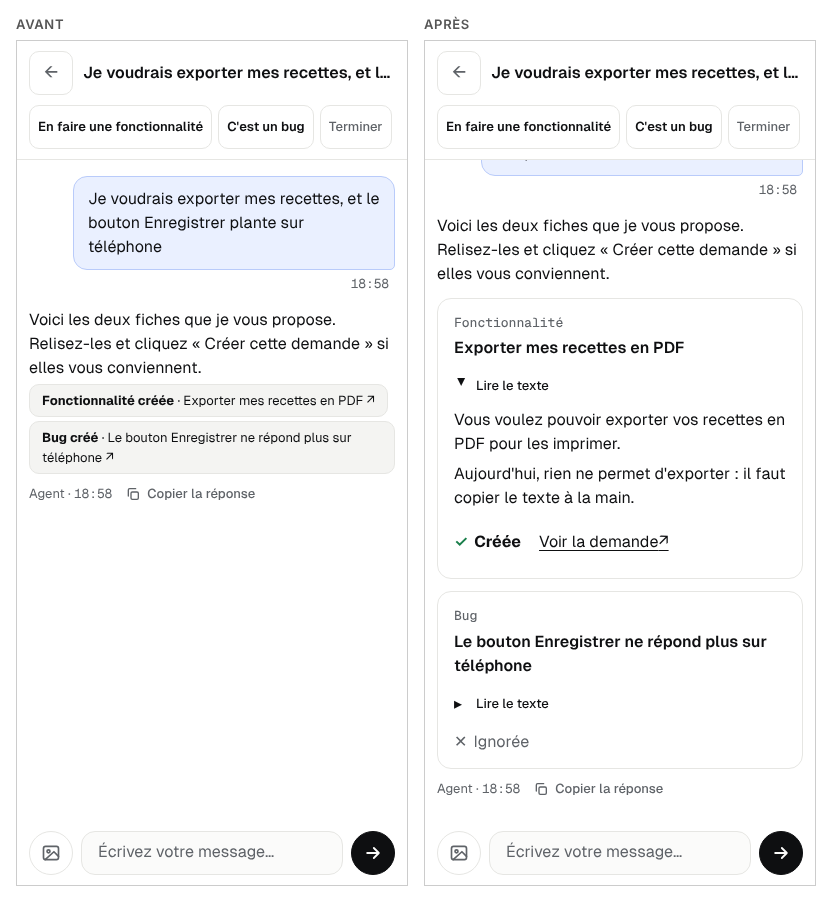 AVANT
Je voudrais exporter mes recettes, et l…
En faire une fonctionnalité
C'est un bug
Terminer
Je voudrais exporter mes recettes, et le
bouton Enregistrer plante sur
téléphone
18:58
Voici les deux fiches que je vous propose.
Relisez-les et cliquez « Créer cette demande » si
elles vous conviennent.
Fonctionnalité créée · Exporter mes recettes en PDF ↗
Bug créé · Le bouton Enregistrer ne répond plus sur
téléphone ↗
Agent · 18:58 Copier la réponse
Écrivez votre message…
APRÈS
Je voudrais exporter mes recettes, et l…
En faire une fonctionnalité
C'est un bug
Terminer
18:58
Voici les deux fiches que je vous propose.
Relisez-les et cliquez « Créer cette demande » si
elles vous conviennent.
Fonctionnalité
Exporter mes recettes en PDF
▼ Lire le texte
Vous voulez pouvoir exporter vos recettes en
PDF pour les imprimer.
Aujourd'hui, rien ne permet d'exporter : il faut
copier le texte à la main.
✓ Créée Voir la demande↗
Bug
Le bouton Enregistrer ne répond plus sur
téléphone
▶ Lire le texte
✕ Ignorée
Agent · 18:58 Copier la réponse
Écrivez votre message…